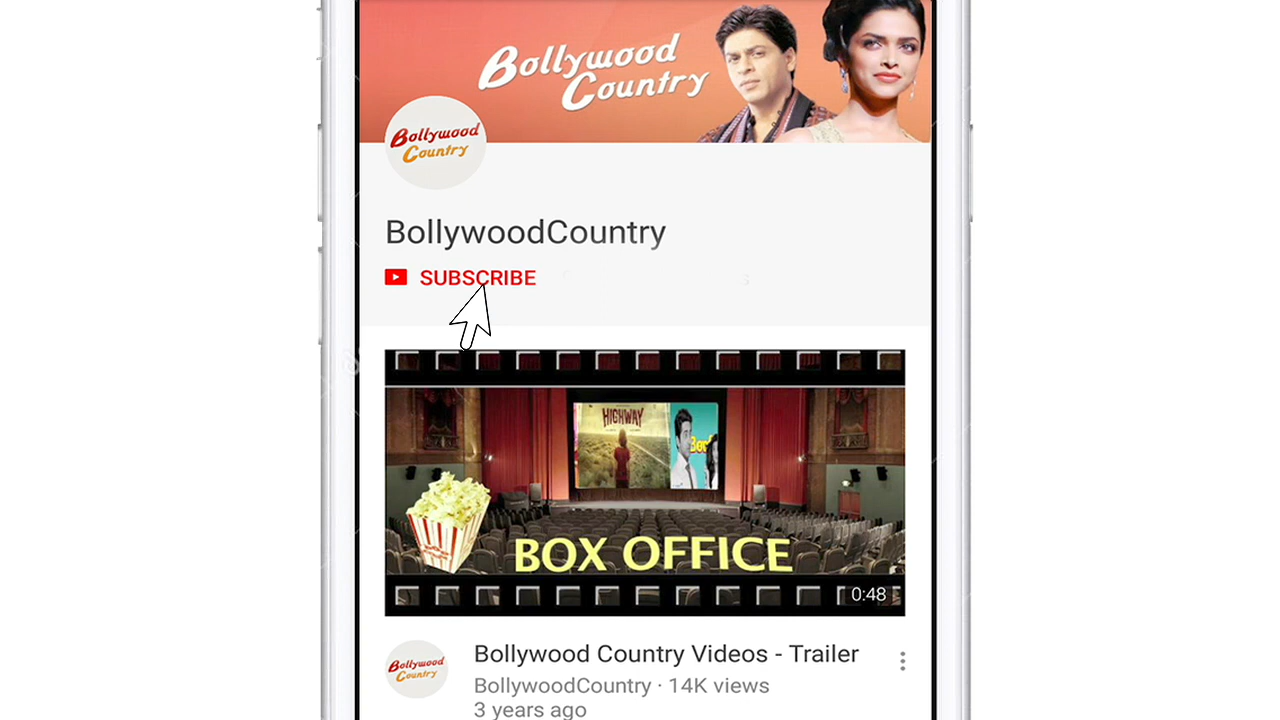 Bollywood
Country
Bollywood
Country
BollywoodCountry
SUBSCRIBE
HIGHWAY
BOX OFFICE
0:48
Bollywood Country Videos - Trailer
Bollywood
Country
BollywoodCountry · 14K views
3 years ago